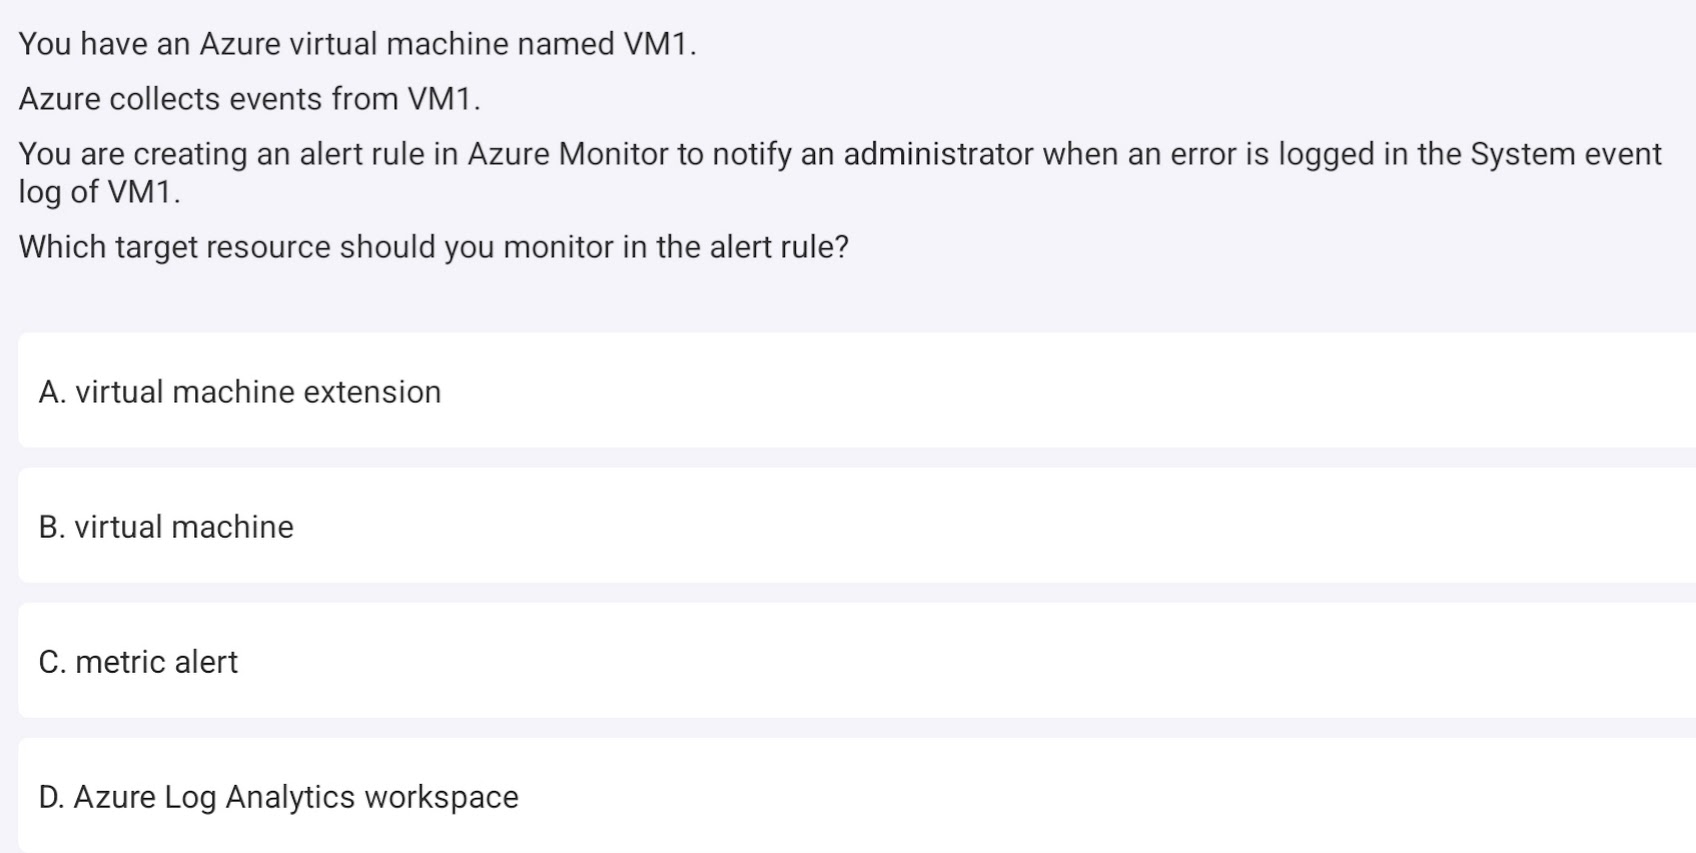 You have an Azure virtual machine named VM1.
Azure collects events from VM1.
You are creating an alert rule in Azure Monitor to notify an administrator when an error is logged in the System event
log of VM1.
Which target resource should you monitor in the alert rule?
A. virtual machine extension
B. virtual machine
C. metric alert
D. Azure Log Analytics workspace